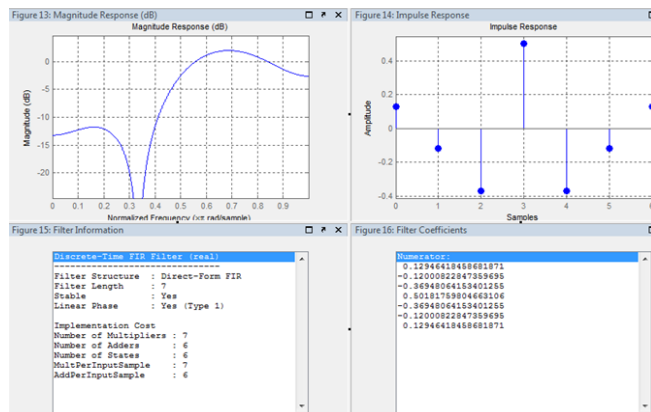 Figure 13: Magnitude Response (dB)
Magnitude Response (dB)
0
-5
-10
-15
-20
Magnitude (dB)
0 0.1 0.2 0.3 0.4 0.5 0.6 0.7 0.8 0.9
Normalized Frequency (×π rad/sample)
Figure 14: Impulse Response
Impulse Response
0.4
0.2
0
-0.2
-0.4
Amplitude
0 1 2 3 4 5 6
Samples
Figure 15: Filter Information
Discrete-Time FIR Filter (real)
-------------------------------
Filter Structure : Direct-Form FIR
Filter Length : 7
Stable : Yes
Linear Phase : Yes (Type 1)
Implementation Cost
Number of Multipliers : 7
Number of Adders : 6
Number of States : 6
MultPerInputSample : 7
AddPerInputSample : 6
Figure 16: Filter Coefficients
Numerator:
0.12946418458681871
-0.12000822847359695
-0.36948064153401255
0.50181759804663106
-0.36948064153401255
-0.12000822847359695
0.12946418458681871